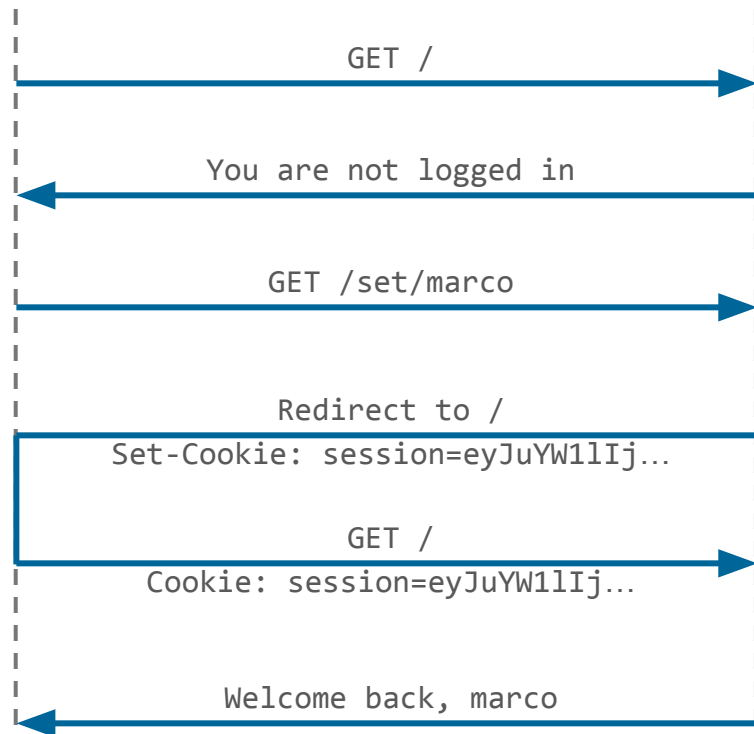 GET /
You are not logged in
GET /set/marco
Redirect to /
Set-Cookie: session=eyJuYW1lIj…
GET /
Cookie: session=eyJuYW1lIj…
Welcome back, marco